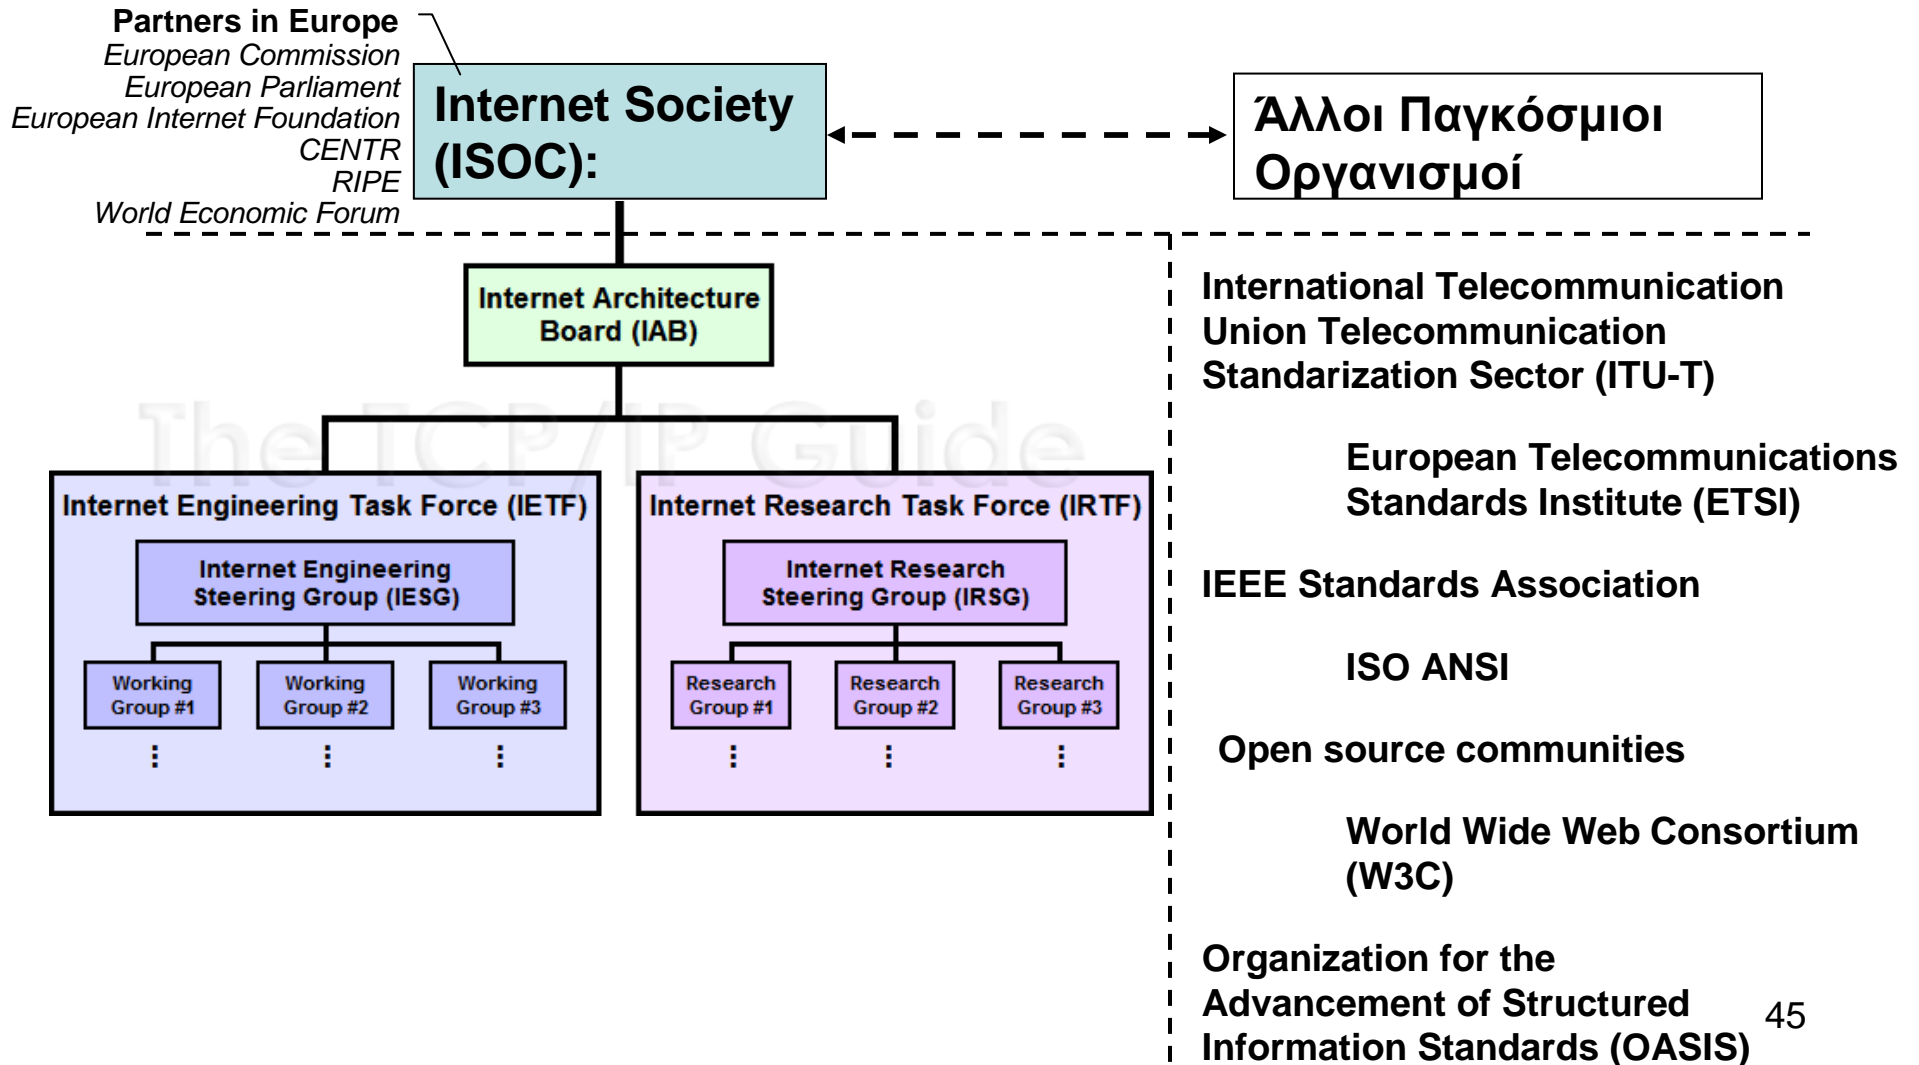 Partners in Europe
European Commission
European Parliament
European Internet Foundation
CENTR
RIPE
World Economic Forum
Internet Society
(ISOC):
Άλλοι Παγκόσμιοι
Οργανισμοί
Internet Architecture
Board (IAB)
The TCP/IP Guide
Internet Engineering Task Force (IETF)
Internet Engineering
Steering Group (IESG)
Working
Group #1
Working
Group #2
Working
Group #3
Internet Research Task Force (IRTF)
Internet Research
Steering Group (IRSG)
Research
Group #1
Research
Group #2
Research
Group #3
International Telecommunication
Union Telecommunication
Standarization Sector (ITU-T)
European Telecommunications
Standards Institute (ETSI)
IEEE Standards Association
ISO ANSI
Open source communities
World Wide Web Consortium
(W3C)
Organization for the
Advancement of Structured
Information Standards (OASIS)
45